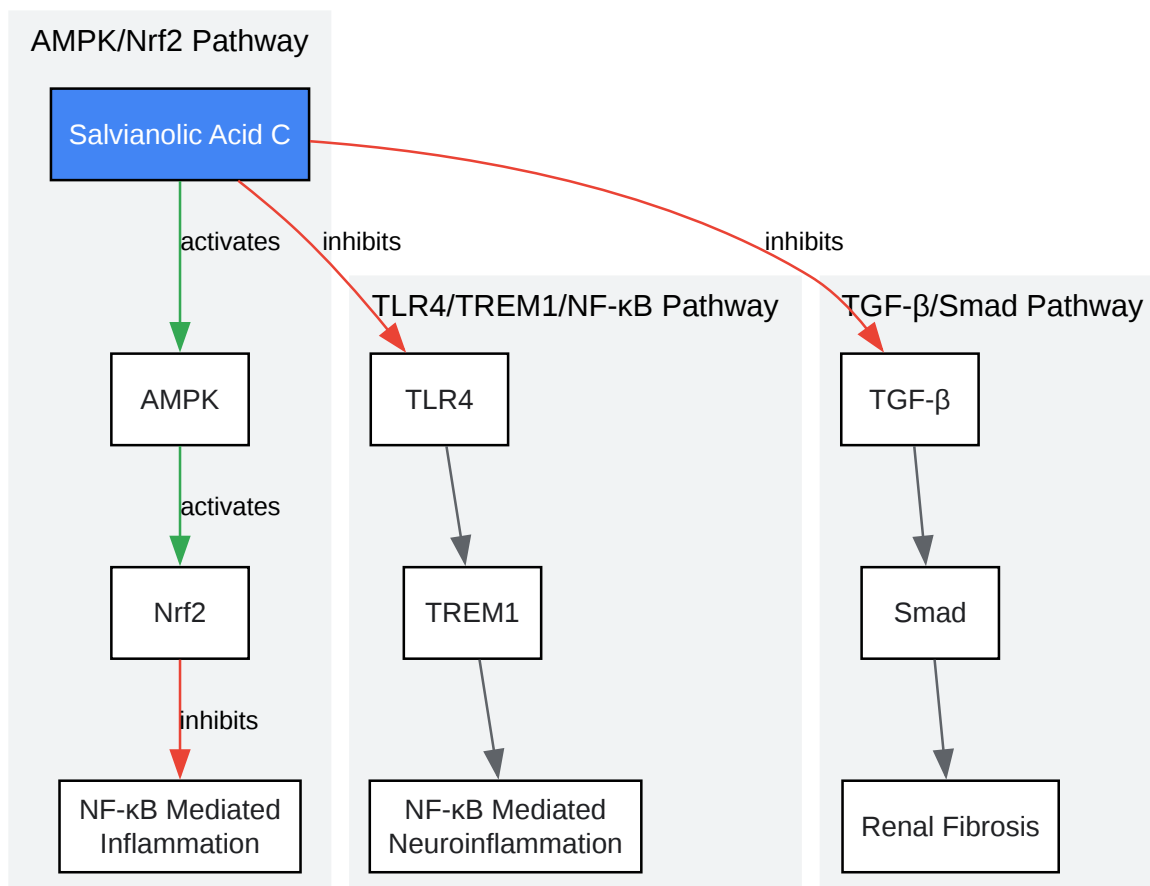 AMPK/Nrf2 Pathway
Salvianolic Acid C
activates
inhibits
inhibits
TLR4/TREM1/NF-κB Pathway
TGF-β/Smad Pathway
AMPK
TLR4
TGF-β
activates
Nrf2
TREM1
Smad
inhibits
NF-κB Mediated
Inflammation
NF-κB Mediated
Neuroinflammation
Renal Fibrosis